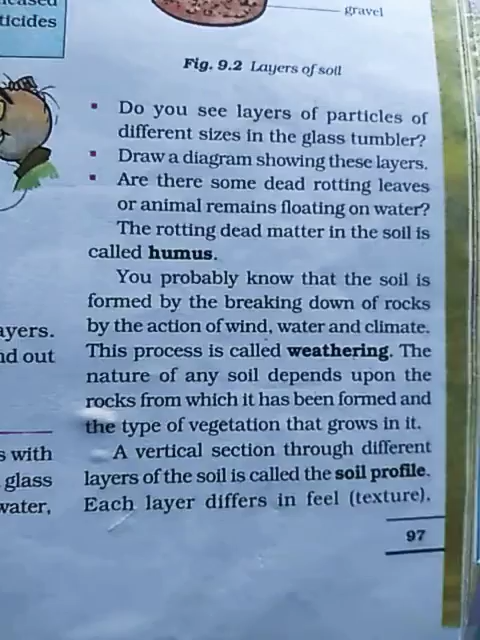 ticides
gravel
Fig. 9.2 Layers of soil
▪ Do you see layers of particles of
different sizes in the glass tumbler?
▪ Draw a diagram showing these layers.
▪ Are there some dead rotting leaves
or animal remains floating on water?
The rotting dead matter in the soil is
called humus.
You probably know that the soil is
formed by the breaking down of rocks
by the action of wind, water and climate.
This process is called weathering. The
nature of any soil depends upon the
rocks from which it has been formed and
the type of vegetation that grows in it.
A vertical section through different
layers of the soil is called the soil profile.
Each layer differs in feel (texture),
97
ayers.
nd out
s with
glass
water,